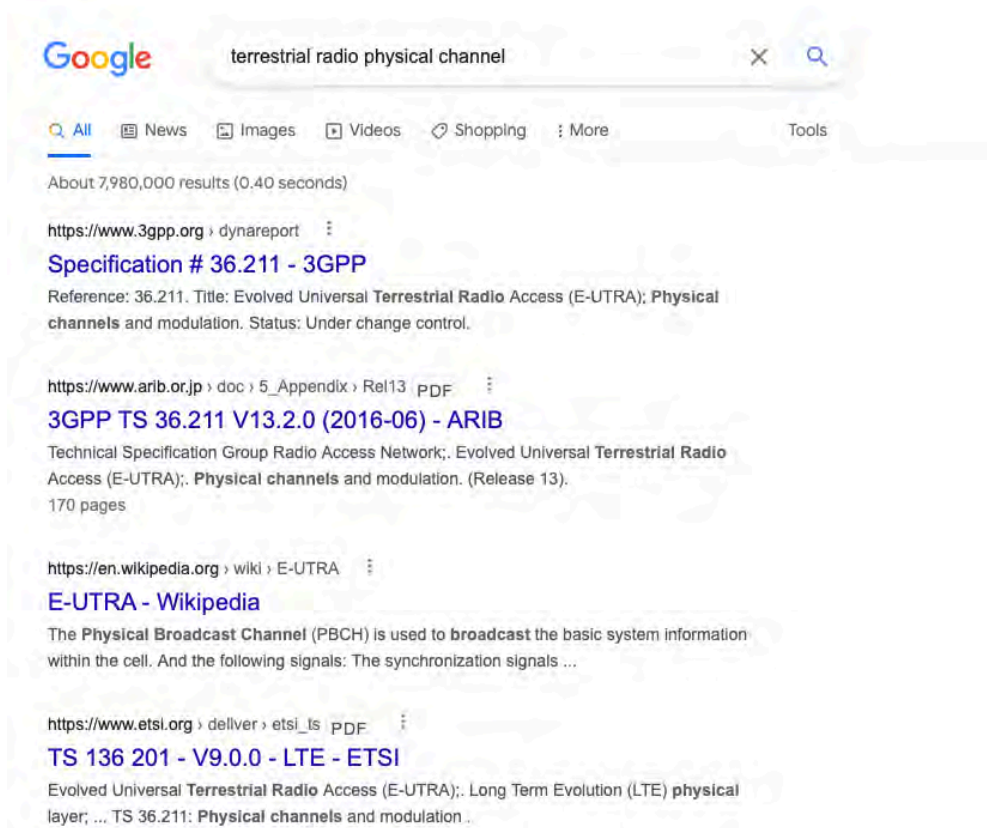 Google
terrestrial radio physical channel
All News Images Videos Shopping More Tools
About 7,980,000 results (0.40 seconds)
https://www.3gpp.org › dynareport
Specification # 36.211 - 3GPP
Reference: 36.211. Title: Evolved Universal Terrestrial Radio Access (E-UTRA); Physical
channels and modulation. Status: Under change control.
https://www.arib.or.jp › doc › 5_Appendix › Rel13 PDF
3GPP TS 36.211 V13.2.0 (2016-06) - ARIB
Technical Specification Group Radio Access Network;. Evolved Universal Terrestrial Radio
Access (E-UTRA);. Physical channels and modulation. (Release 13).
170 pages
https://en.wikipedia.org › wiki › E-UTRA
E-UTRA - Wikipedia
The Physical Broadcast Channel (PBCH) is used to broadcast the basic system information
within the cell. And the following signals: The synchronization signals ...
https://www.etsi.org › deliver › etsi_ts PDF
TS 136 201 - V9.0.0 - LTE - ETSI
Evolved Universal Terrestrial Radio Access (E-UTRA);. Long Term Evolution (LTE) physical
layer; ... TS 36.211: Physical channels and modulation .